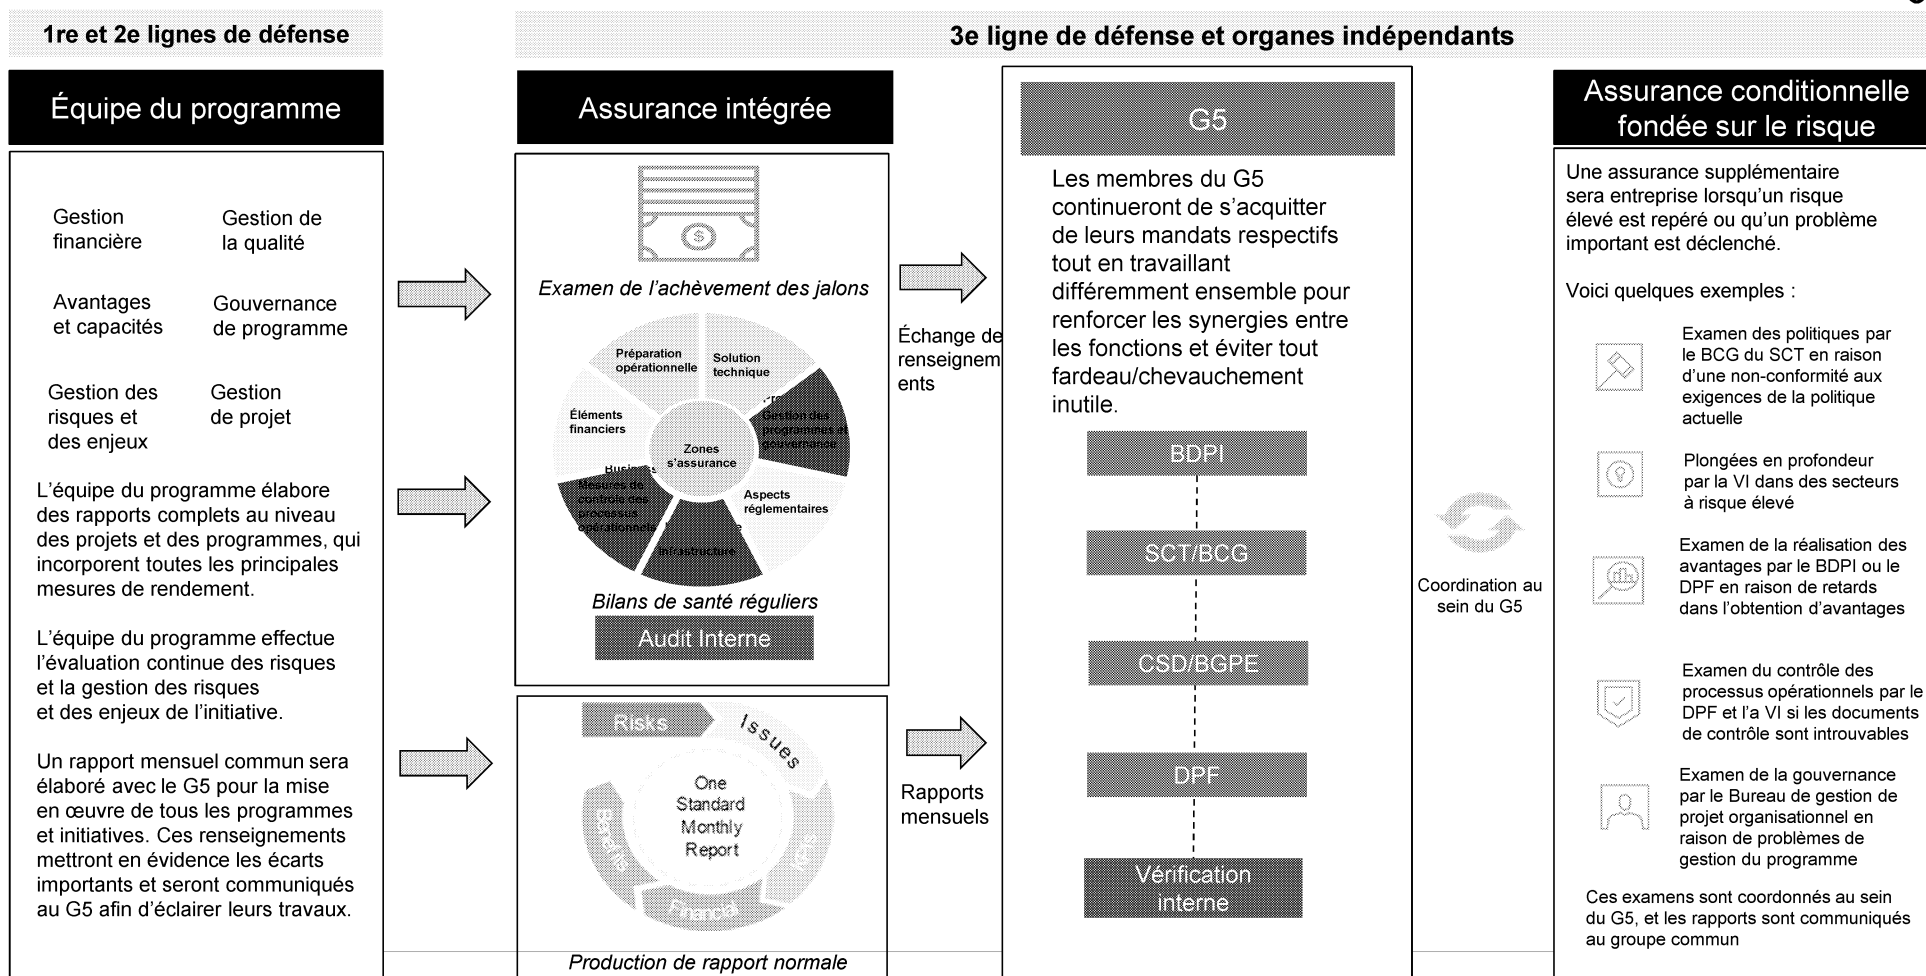 1re et 2e lignes de défense
3e ligne de défense et organes indépendants
Équipe du programme
Gestion
financière
Gestion de
la qualité
Avantages
et capacités
Gouvernance
de programme
Gestion des
risques et
des enjeux
Gestion
de projet
L'équipe du programme élabore
des rapports complets au niveau
des projets et des programmes, qui
incorporent toutes les principales
mesures de rendement.
L'équipe du programme effectue
l'évaluation continue des risques
et la gestion des risques
et des enjeux de l'initiative.
Un rapport mensuel commun sera
élaboré avec le G5 pour la mise
en œuvre de tous les programmes
et initiatives. Ces renseignements
mettront en évidence les écarts
importants et seront communiqués
au G5 afin d'éclairer leurs travaux.
Assurance intégrée
$
Examen de l'achèvement des jalons
Préparation
opérationnelle
Solution
technique
Éléments
financiers
Gestion des
programmes et
gouvernance
Zones
s'assurance
Business
Mesures de
contrôle des
processus
opérationnels
Aspects
réglementaires
Infrastructure
Bilans de santé réguliers
Audit Interne
Risks
Issues
One
Standard
Monthly
Report
Benefits
Financial
Production de rapport normale
Échange de
renseignem
ents
Rapports
mensuels
G5
Les membres du G5
continueront de s'acquitter
de leurs mandats respectifs
tout en travaillant
différemment ensemble pour
renforcer les synergies entre
les fonctions et éviter tout
fardeau/chevauchement
inutile.
BDPI
SCT/BCG
CSD/BGPE
DPF
Vérification
interne
Coordination au
sein du G5
Assurance conditionnelle
fondée sur le risque
Une assurance supplémentaire
sera entreprise lorsqu'un risque
élevé est repéré ou qu'un problème
important est déclenché.
Voici quelques exemples :
Examen des politiques par
le BCG du SCT en raison
d'une non-conformité aux
exigences de la politique
actuelle
Plongées en profondeur
par la VI dans des secteurs
à risque élevé
Examen de la réalisation des
avantages par le BDPI ou le
DPF en raison de retards
dans l'obtention d'avantages
Examen du contrôle des
processus opérationnels par le
DPF et l'a VI si les documents
de contrôle sont introuvables
Examen de la gouvernance
par le Bureau de gestion de
projet organisationnel en
raison de problèmes de
gestion du programme
Ces examens sont coordonnés au sein
du G5, et les rapports sont communiqués
au groupe commun